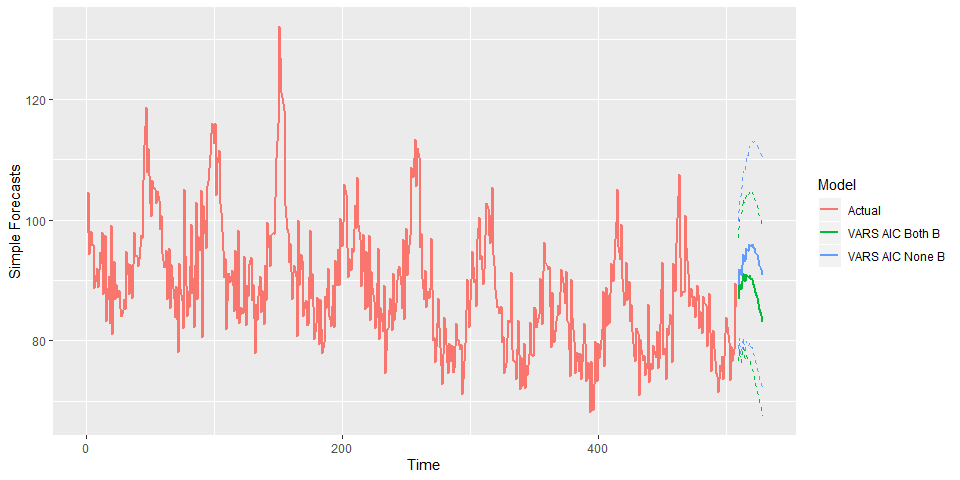 Simple Forecasts
120
100
80
0
200
400
Time
Model
Actual
VARS AIC Both B
VARS AIC None B